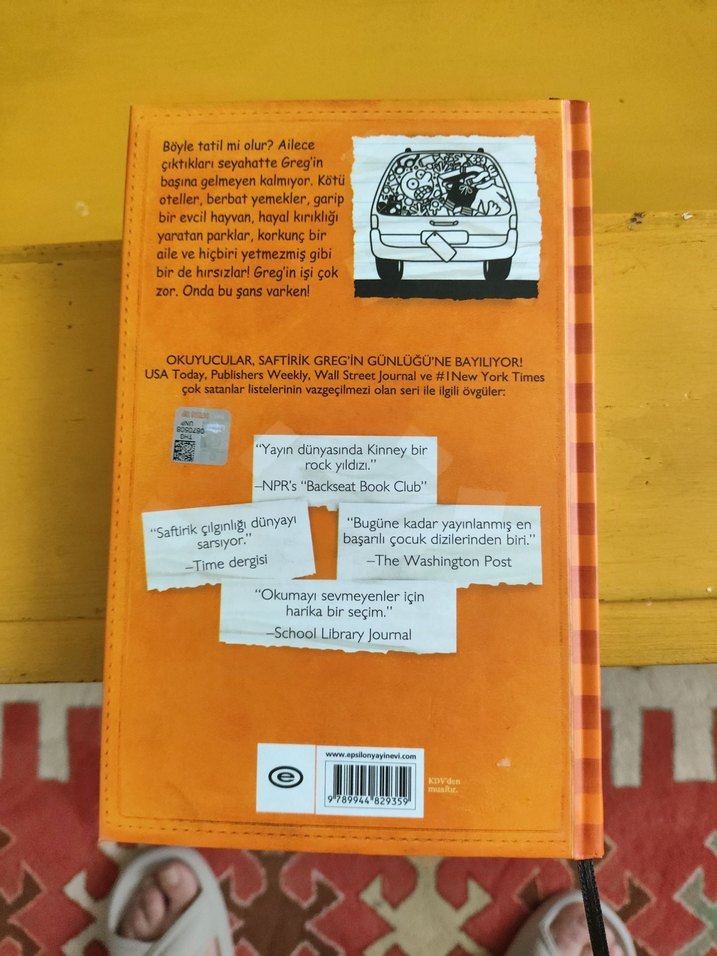 Böyle tatil mi olur? Ailece
çıktıkları seyahatte Greg'in
başına gelmeyen kalmıyor. Kötü
oteller, berbat yemekler, garip
bir evcil hayvan, hayal kırıklığı
yaratan parklar, korkunç bir
aile ve hiçbiri yetmezmiş gibi
bir de hırsızlar! Greg'in işi çok
zor. Onda bu şans varken!
OKUYUCULAR, SAFTİRİK GREG'İN GÜNLÜĞÜ'NE BAYILIYOR!
USA Today, Publishers Weekly, Wall Street Journal ve #1New York Times
çok satanlar listelerinin vazgeçilmezi olan seri ile ilgili övgüler:
"Yayın dünyasında Kinney bir
rock yıldızı."
–NPR's "Backseat Book Club"
"Saftirik çılgınlığı dünyayı
sarsıyor."
–Time dergisi
"Bugüne kadar yayınlanmış en
başarılı çocuk dizilerinden biri."
–The Washington Post
"Okumayı sevmeyenler için
harika bir seçim."
–School Library Journal
e
www.epsilonyayinevi.com
9 789944 829359
KDV'den
muaftır.